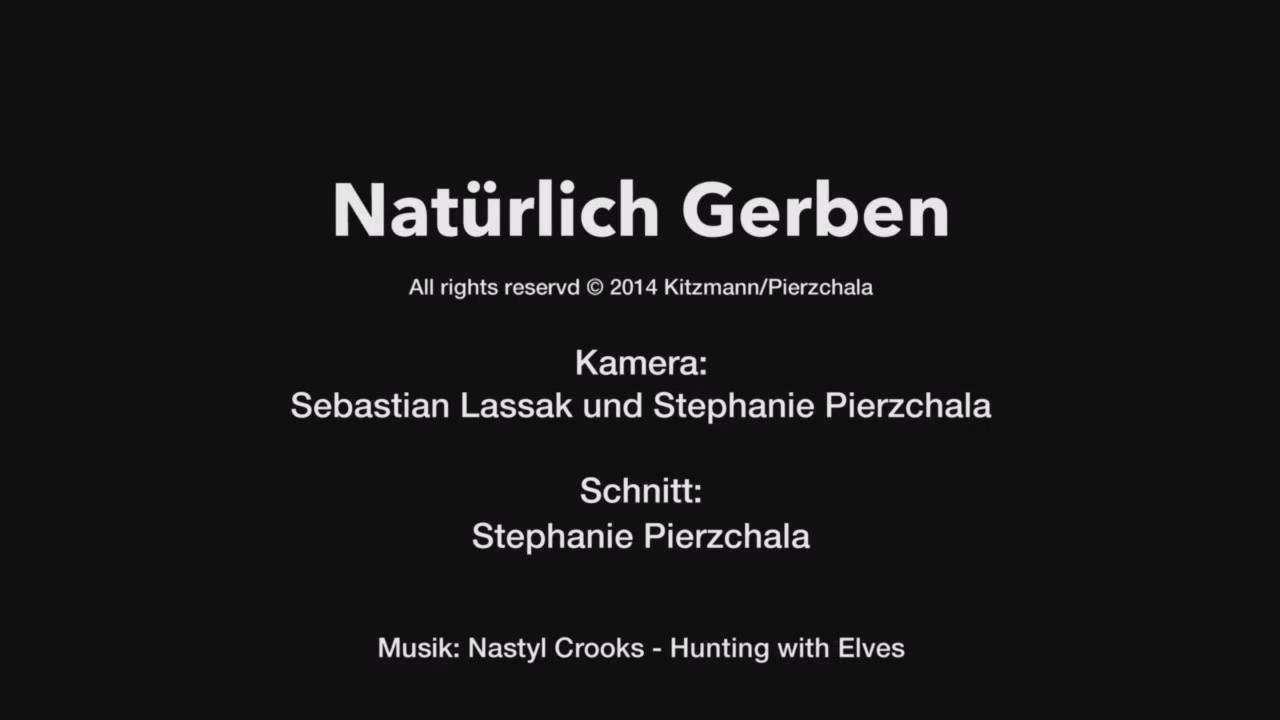 Natürlich Gerben
All rights reservd © 2014 Kitzmann/Pierzchala
Kamera:
Sebastian Lassak und Stephanie Pierzchala
Schnitt:
Stephanie Pierzchala
Musik: Nastyl Crooks - Hunting with Elves